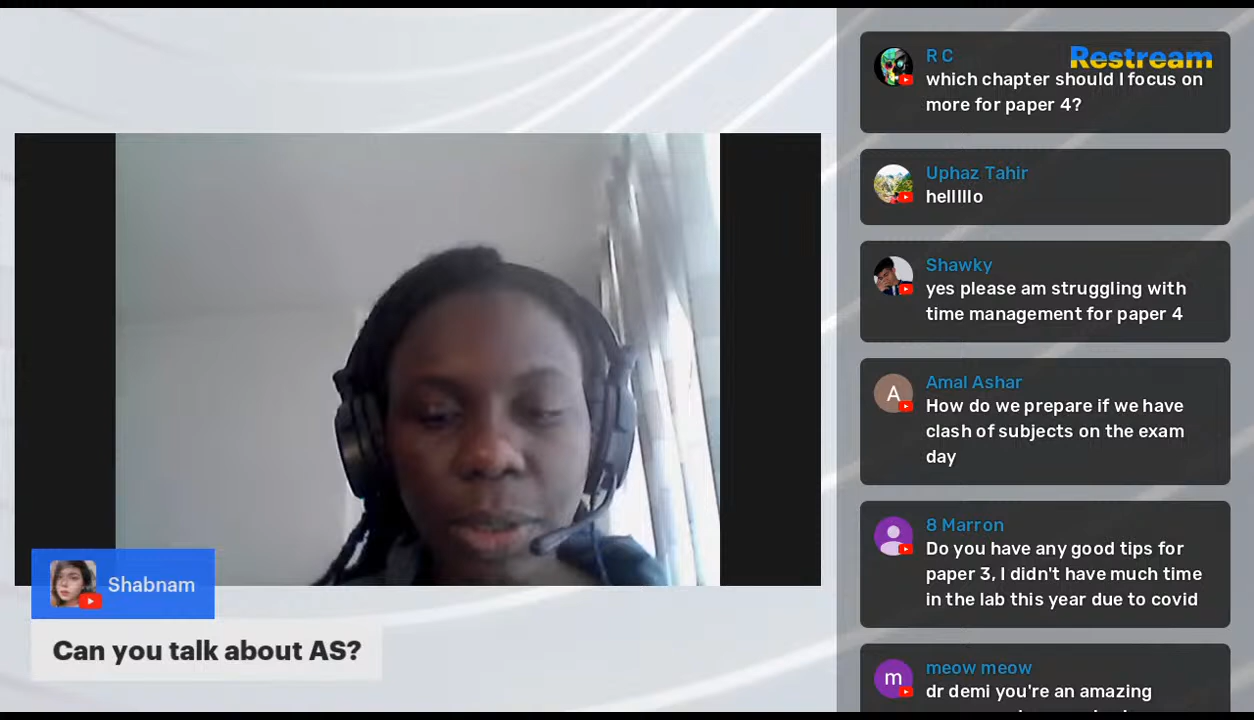 Restream
R C
which chapter should I focus on
more for paper 4?
Uphaz Tahir
helllllo
Shawky
yes please am struggling with
time management for paper 4
Amal Ashar
A
How do we prepare if we have
clash of subjects on the exam
day
8 Marron
Do you have any good tips for
paper 3, I didn't have much time
in the lab this year due to covid
meow meow
m
dr demi you're an amazing
Shabnam
Can you talk about AS?